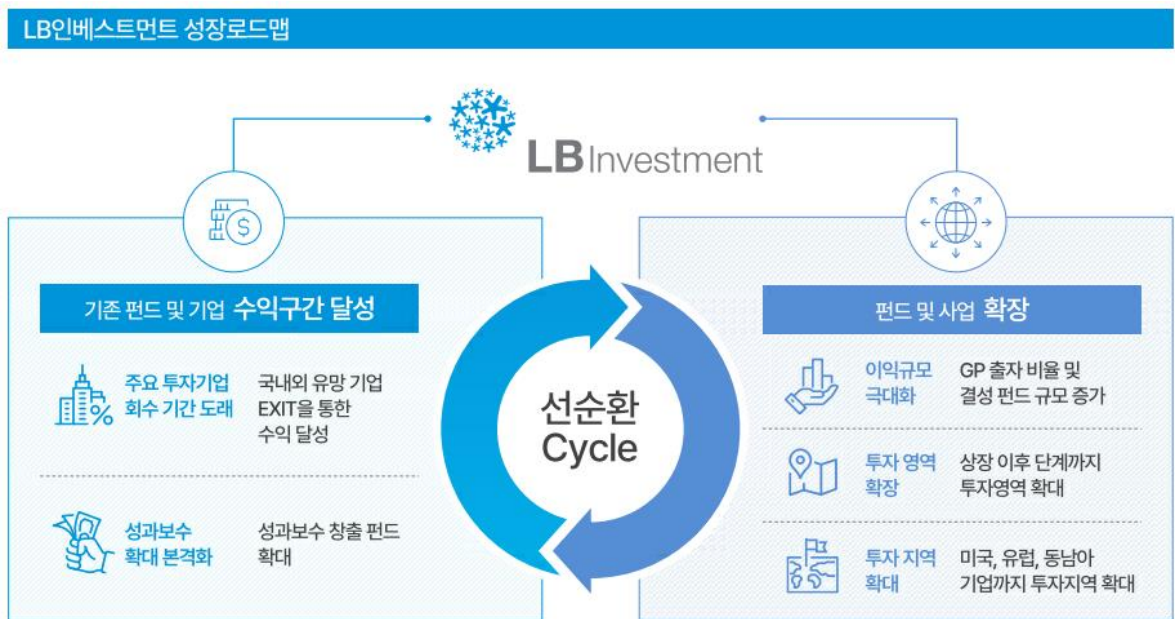 LB인베스트먼트 성장로드맵
LB Investment
기존 펀드 및 기업 수익구간 달성
주요 투자기업
회수 기간 도래
국내외 유망 기업
EXIT을 통한
수익 달성
성과보수
확대 본격화
성과보수 창출 펀드
확대
선순환
Cycle
펀드 및 사업 확장
이익규모
극대화
GP 출자 비율 및
결성 펀드 규모 증가
투자 영역
확장
상장 이후 단계까지
투자영역 확대
투자 지역
확대
미국, 유럽, 동남아
기업까지 투자지역 확대